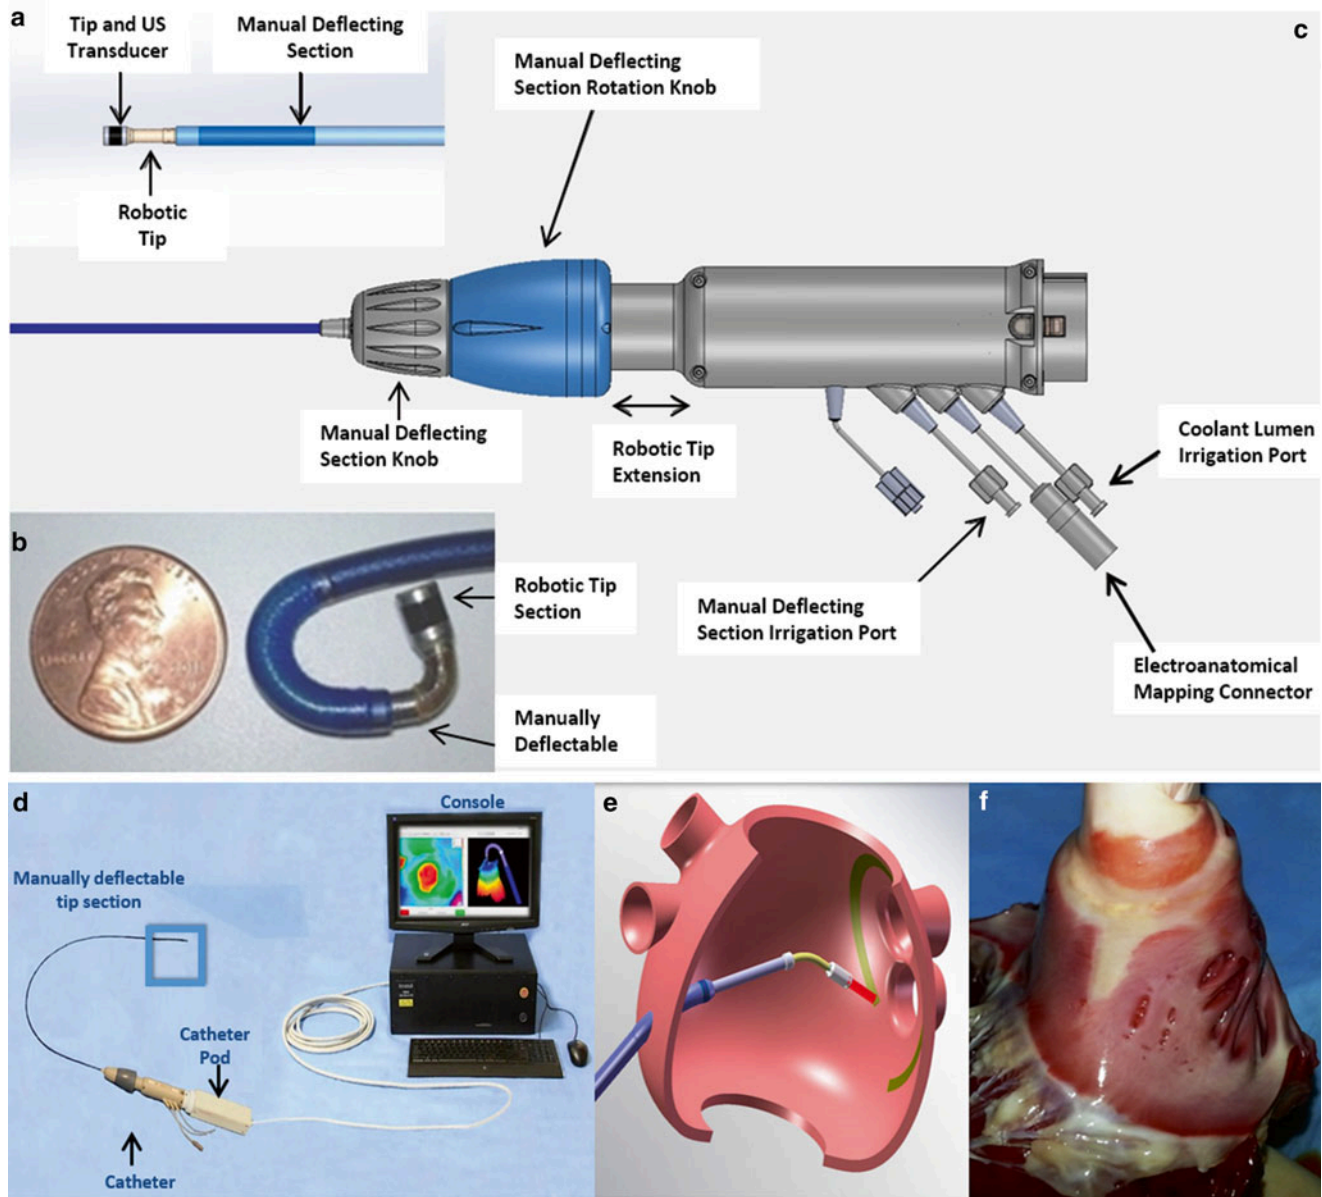 a
Tip and US
Transducer
Manual Deflecting
Section
Robotic
Tip
c
Manual Deflecting
Section Rotation Knob
Manual Deflecting
Section Knob
Robotic Tip
Extension
Coolant Lumen
Irrigation Port
Manual Deflecting
Section Irrigation Port
Electroanatomical
Mapping Connector
b
Robotic Tip
Section
Manually
Deflectable
d
Console
Manually deflectable
tip section
Catheter
Pod
Catheter
e
f